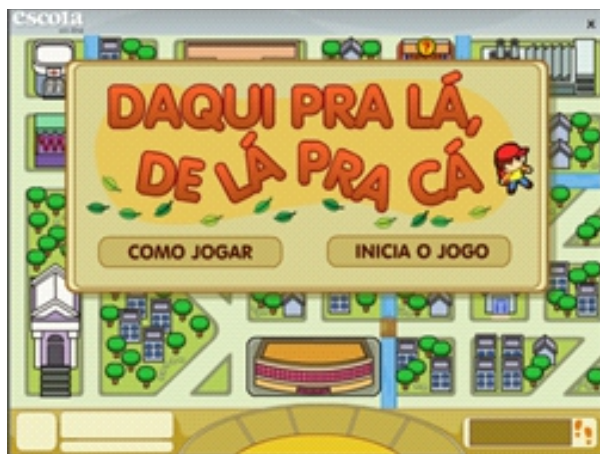 escola
DAQUI PRA LÁ,
DE LÁ PRA CÁ
COMO JOGAR
INICIA O JOGO